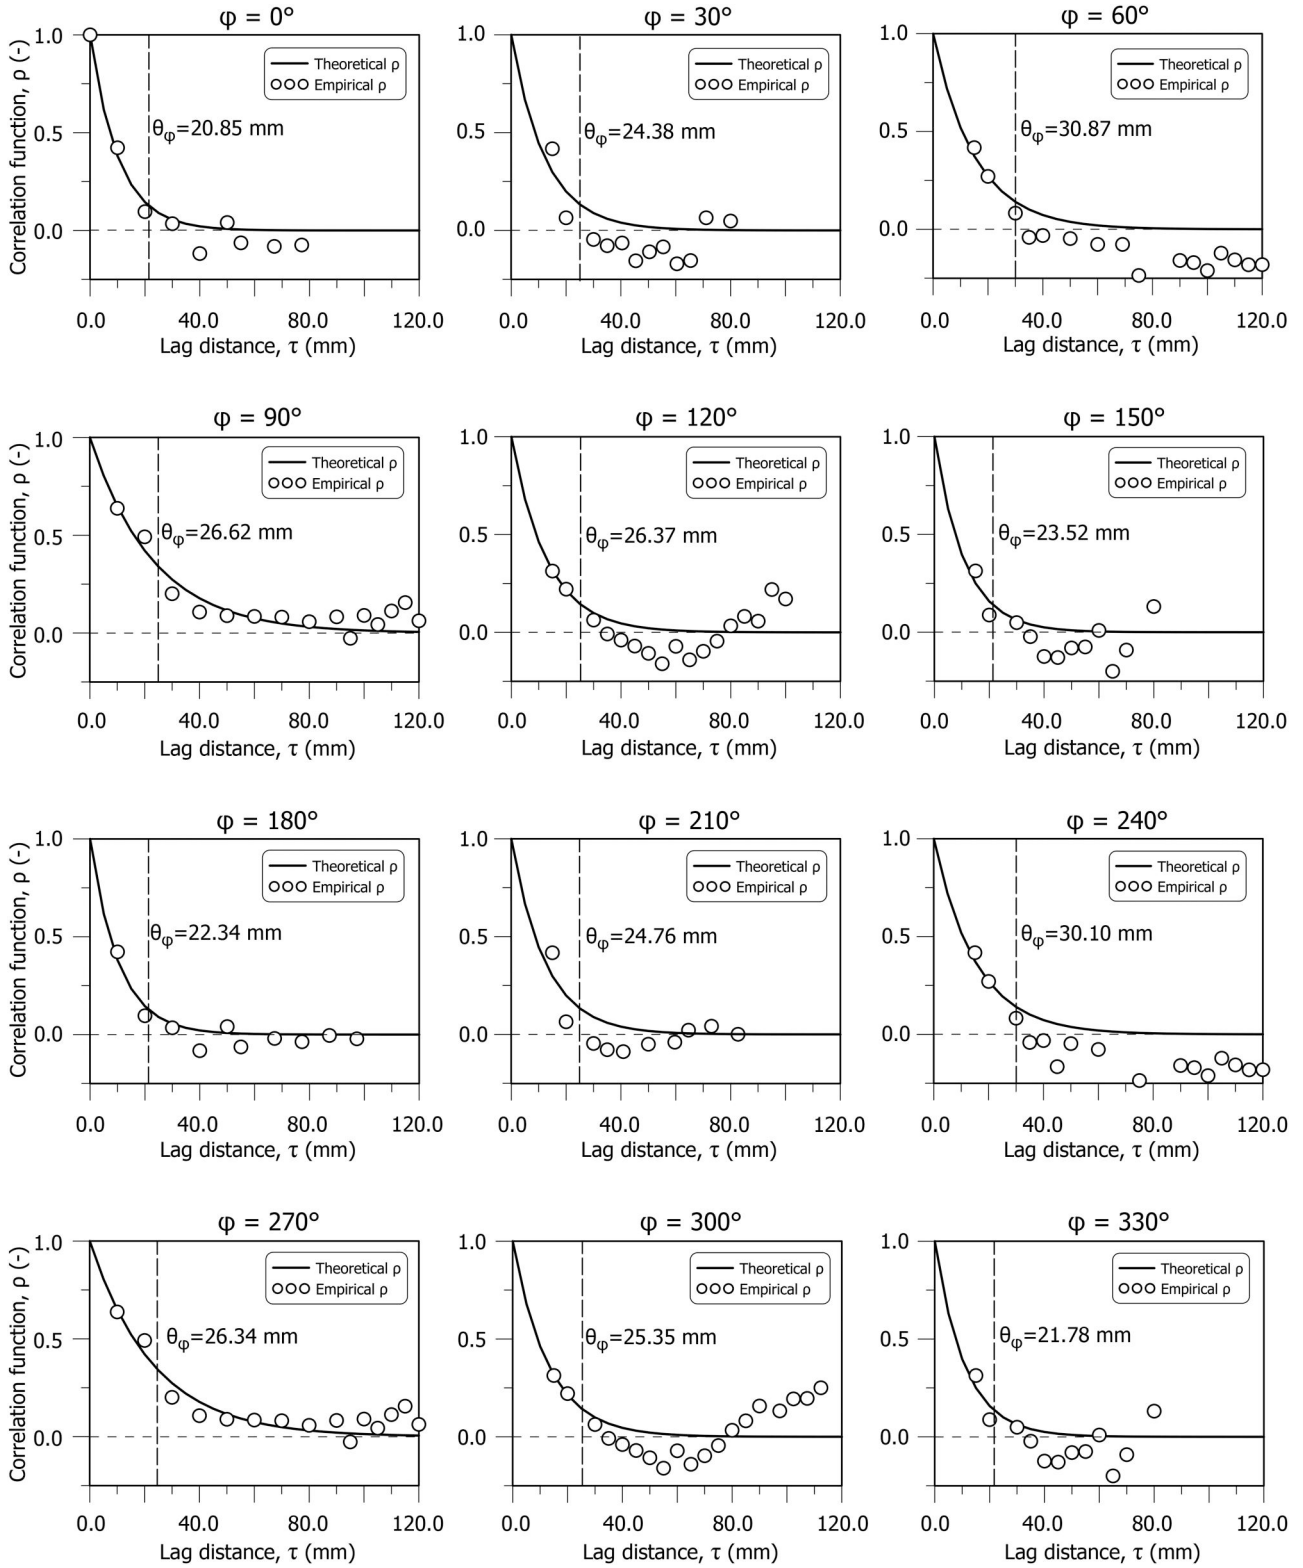 φ = 0°
Correlation function, ρ (-)
1.0
0.5
0.0
Theoretical ρ
Empirical ρ
θφ=20.85 mm
0.0 40.0 80.0 120.0
Lag distance, τ (mm)
φ = 30°
1.0
0.5
0.0
Theoretical ρ
Empirical ρ
θφ=24.38 mm
0.0 40.0 80.0 120.0
Lag distance, τ (mm)
φ = 60°
1.0
0.5
0.0
Theoretical ρ
Empirical ρ
θφ=30.87 mm
0.0 40.0 80.0 120.0
Lag distance, τ (mm)
φ = 90°
Correlation function, ρ (-)
1.0
0.5
0.0
Theoretical ρ
Empirical ρ
θφ=26.62 mm
0.0 40.0 80.0 120.0
Lag distance, τ (mm)
φ = 120°
1.0
0.5
0.0
Theoretical ρ
Empirical ρ
θφ=26.37 mm
0.0 40.0 80.0 120.0
Lag distance, τ (mm)
φ = 150°
1.0
0.5
0.0
Theoretical ρ
Empirical ρ
θφ=23.52 mm
0.0 40.0 80.0 120.0
Lag distance, τ (mm)
φ = 180°
Correlation function, ρ (-)
1.0
0.5
0.0
Theoretical ρ
Empirical ρ
θφ=22.34 mm
0.0 40.0 80.0 120.0
Lag distance, τ (mm)
φ = 210°
1.0
0.5
0.0
Theoretical ρ
Empirical ρ
θφ=24.76 mm
0.0 40.0 80.0 120.0
Lag distance, τ (mm)
φ = 240°
1.0
0.5
0.0
Theoretical ρ
Empirical ρ
θφ=30.10 mm
0.0 40.0 80.0 120.0
Lag distance, τ (mm)
φ = 270°
Correlation function, ρ (-)
1.0
0.5
0.0
Theoretical ρ
Empirical ρ
θφ=26.34 mm
0.0 40.0 80.0 120.0
Lag distance, τ (mm)
φ = 300°
1.0
0.5
0.0
Theoretical ρ
Empirical ρ
θφ=25.35 mm
0.0 40.0 80.0 120.0
Lag distance, τ (mm)
φ = 330°
1.0
0.5
0.0
Theoretical ρ
Empirical ρ
θφ=21.78 mm
0.0 40.0 80.0 120.0
Lag distance, τ (mm)